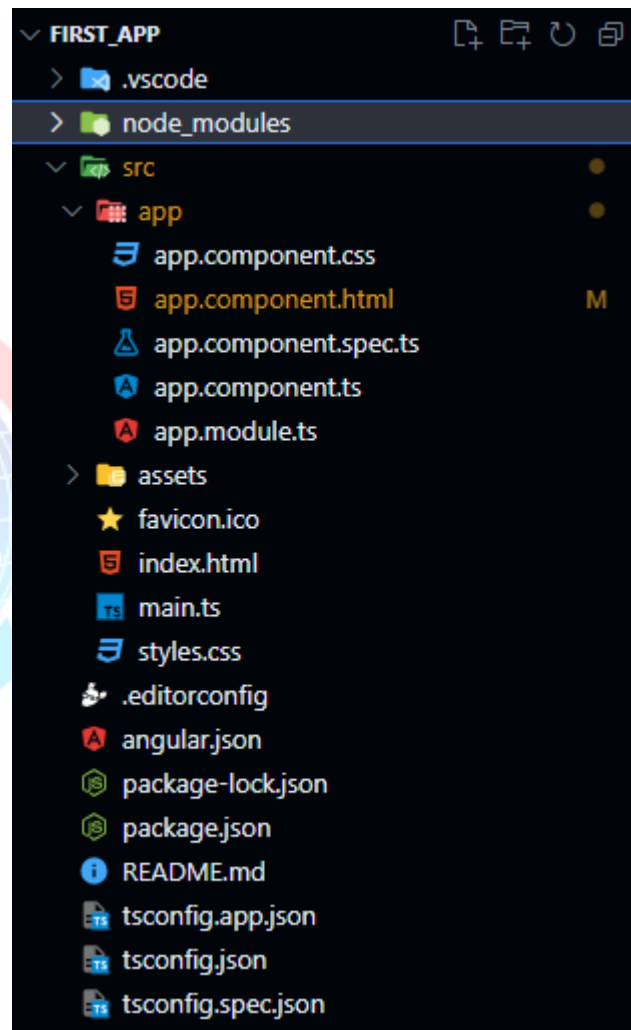 FIRST_APP
.vscode
node_modules
src
app
app.component.css
app.component.html M
app.component.spec.ts
app.component.ts
app.module.ts
assets
favicon.ico
index.html
main.ts
styles.css
.editorconfig
angular.json
package-lock.json
package.json
README.md
tsconfig.app.json
tsconfig.json
tsconfig.spec.json